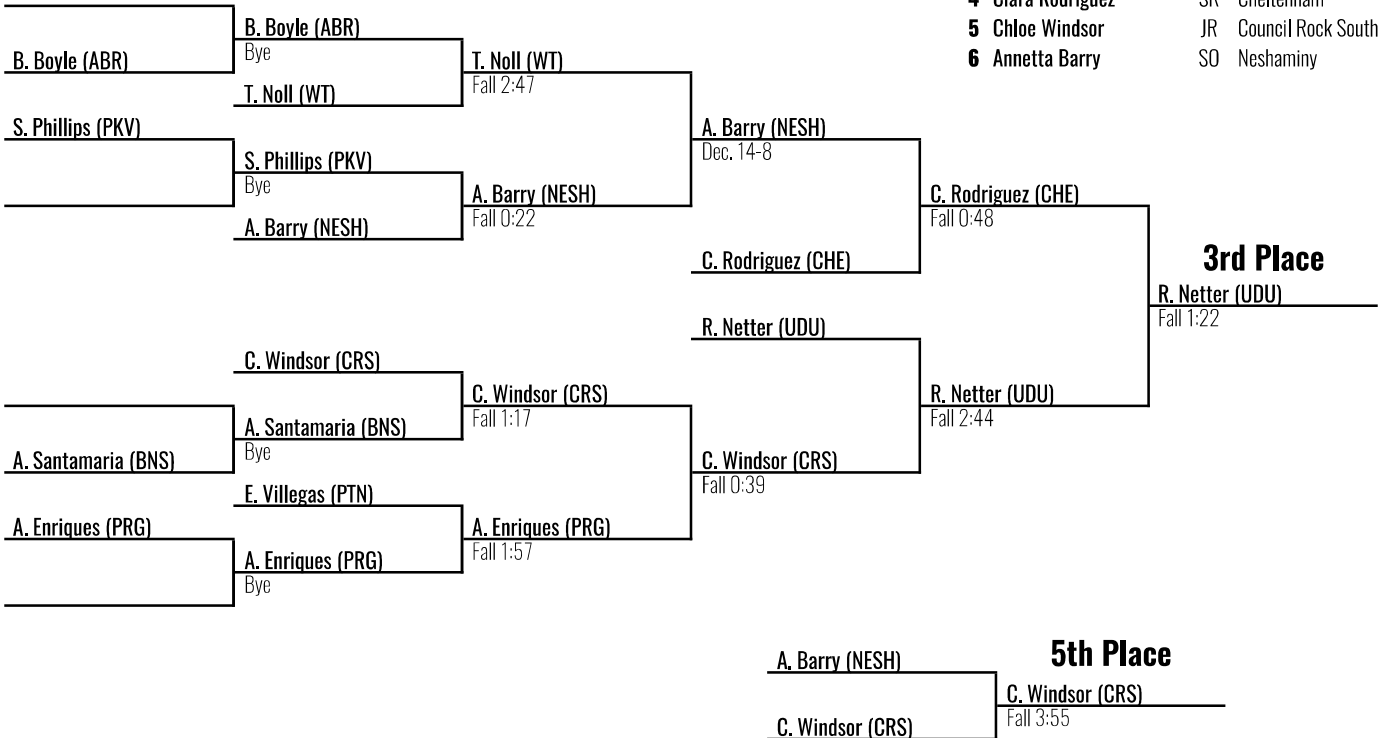 4 Clara Rodriguez SR Cheltenham
5 Chloe Windsor JR Council Rock South
6 Annetta Barry SO Neshaminy
B. Boyle (ABR)
B. Boyle (ABR)
Bye
T. Noll (WT)
T. Noll (WT)
Fall 2:47
S. Phillips (PKV)
S. Phillips (PKV)
Bye
A. Barry (NESH)
A. Barry (NESH)
Fall 0:22
A. Barry (NESH)
Dec. 14-8
C. Rodriguez (CHE)
C. Rodriguez (CHE)
Fall 0:48
3rd Place
R. Netter (UDU)
Fall 1:22
R. Netter (UDU)
R. Netter (UDU)
Fall 2:44
C. Windsor (CRS)
C. Windsor (CRS)
Fall 1:17
A. Santamaria (BNS)
A. Santamaria (BNS)
Bye
C. Windsor (CRS)
Fall 0:39
E. Villegas (PTN)
A. Enriques (PRG)
A. Enriques (PRG)
Fall 1:57
A. Enriques (PRG)
Bye
5th Place
A. Barry (NESH)
C. Windsor (CRS)
Fall 3:55
C. Windsor (CRS)